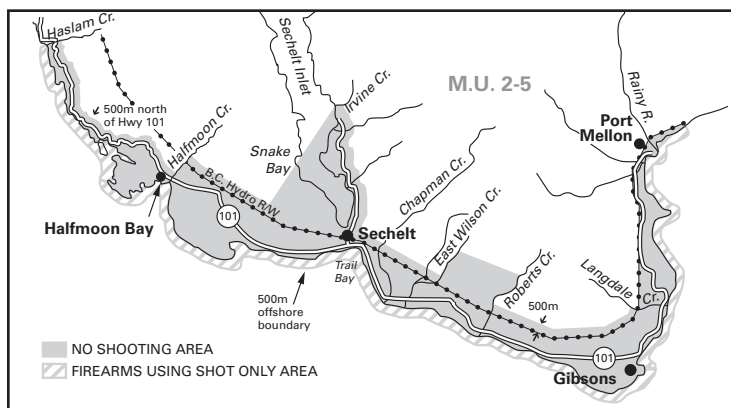 Haslam Cr.
Sechelt Inlet
Irvine Cr.
M.U. 2-5
Rainy R.
500m north
of Hwy 101
Halfmoon Cr.
Port
Mellon
Snake
Bay
Chapman Cr.
B.C. Hydro R/W
East Wilson Cr.
Halfmoon Bay
101
Sechelt
Roberts Cr.
Langdale
Cr.
Trail
Bay
500m
offshore
boundary
500m
101
Gibsons
NO SHOOTING AREA
FIREARMS USING SHOT ONLY AREA